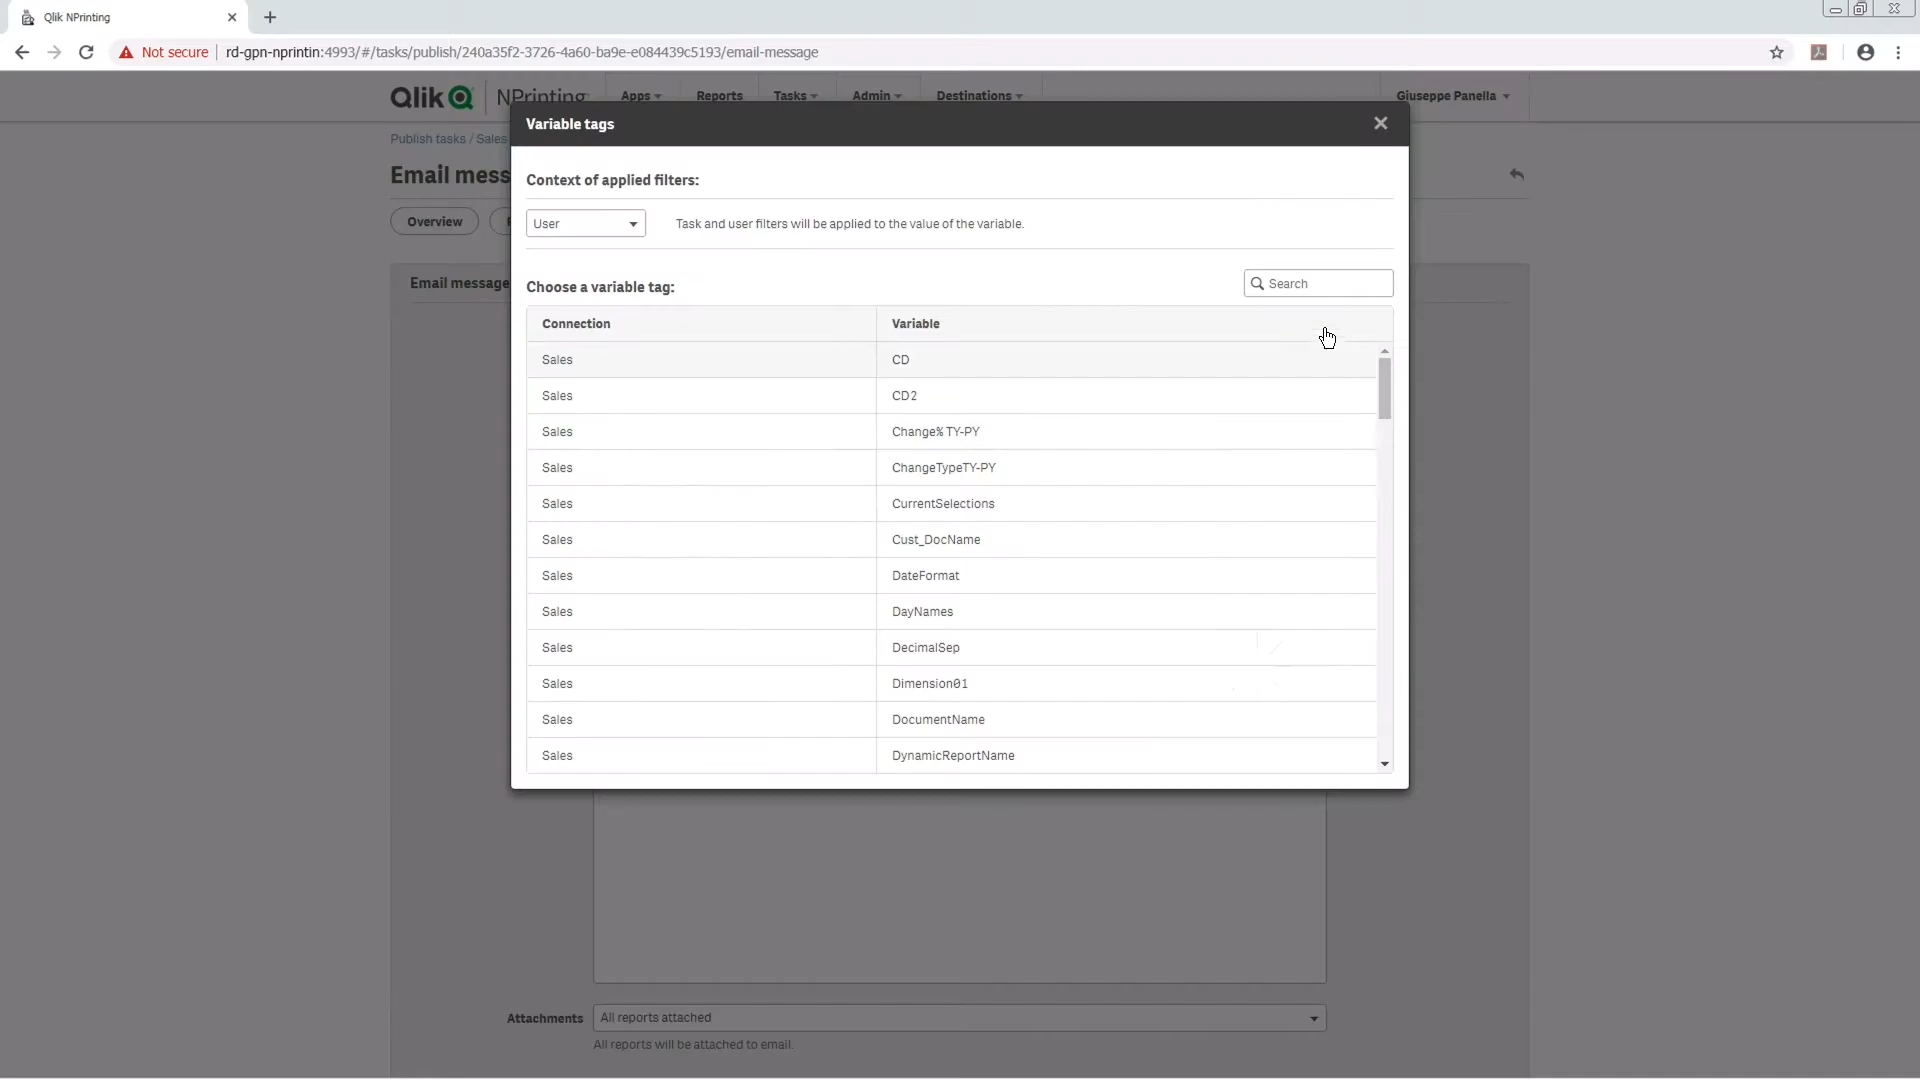 Qlik NPrinting
Not secure rd-gpn-nprintin:4993/#/tasks/publish/240a35f2-3726-4a60-ba9e-e084439c5193/email-message
Qlik NPrinting Apps Reports Tasks Admin Destinations Giuseppe Panella
Variable tags
Publish tasks / Sales
Context of applied filters:
Email mess
Overview
User Task and user filters will be applied to the value of the variable.
Email message
Choose a variable tag: Search
Connection Variable
Sales CD
Sales CD2
Sales Change% TY-PY
Sales ChangeTypeTY-PY
Sales CurrentSelections
Sales Cust_DocName
Sales DateFormat
Sales DayNames
Sales DecimalSep
Sales Dimension01
Sales DocumentName
Sales DynamicReportName
Attachments All reports attached
All reports will be attached to email.